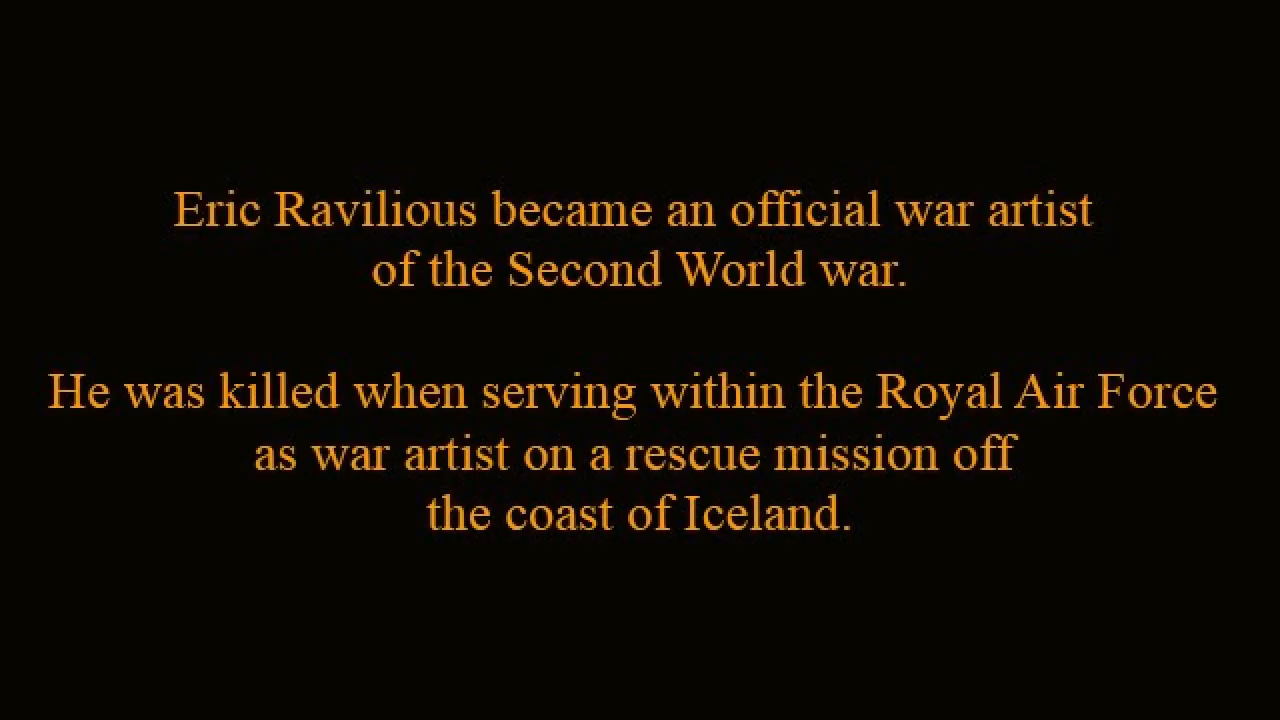 Eric Ravilious became an official war artist
of the Second World war.
He was killed when serving within the Royal Air Force
as war artist on a rescue mission off
the coast of Iceland.